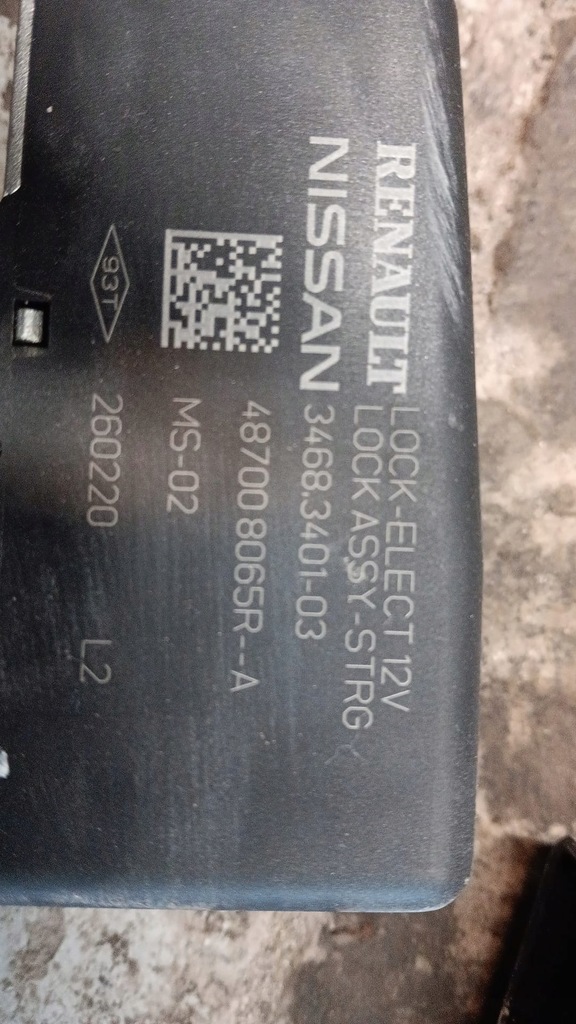 RENAULT
NISSAN
LOCK-ELECT 12V
LOCK ASSY-STRG
3468.3401-03
48700 8065R--A
MS-02
93T
260220 L2